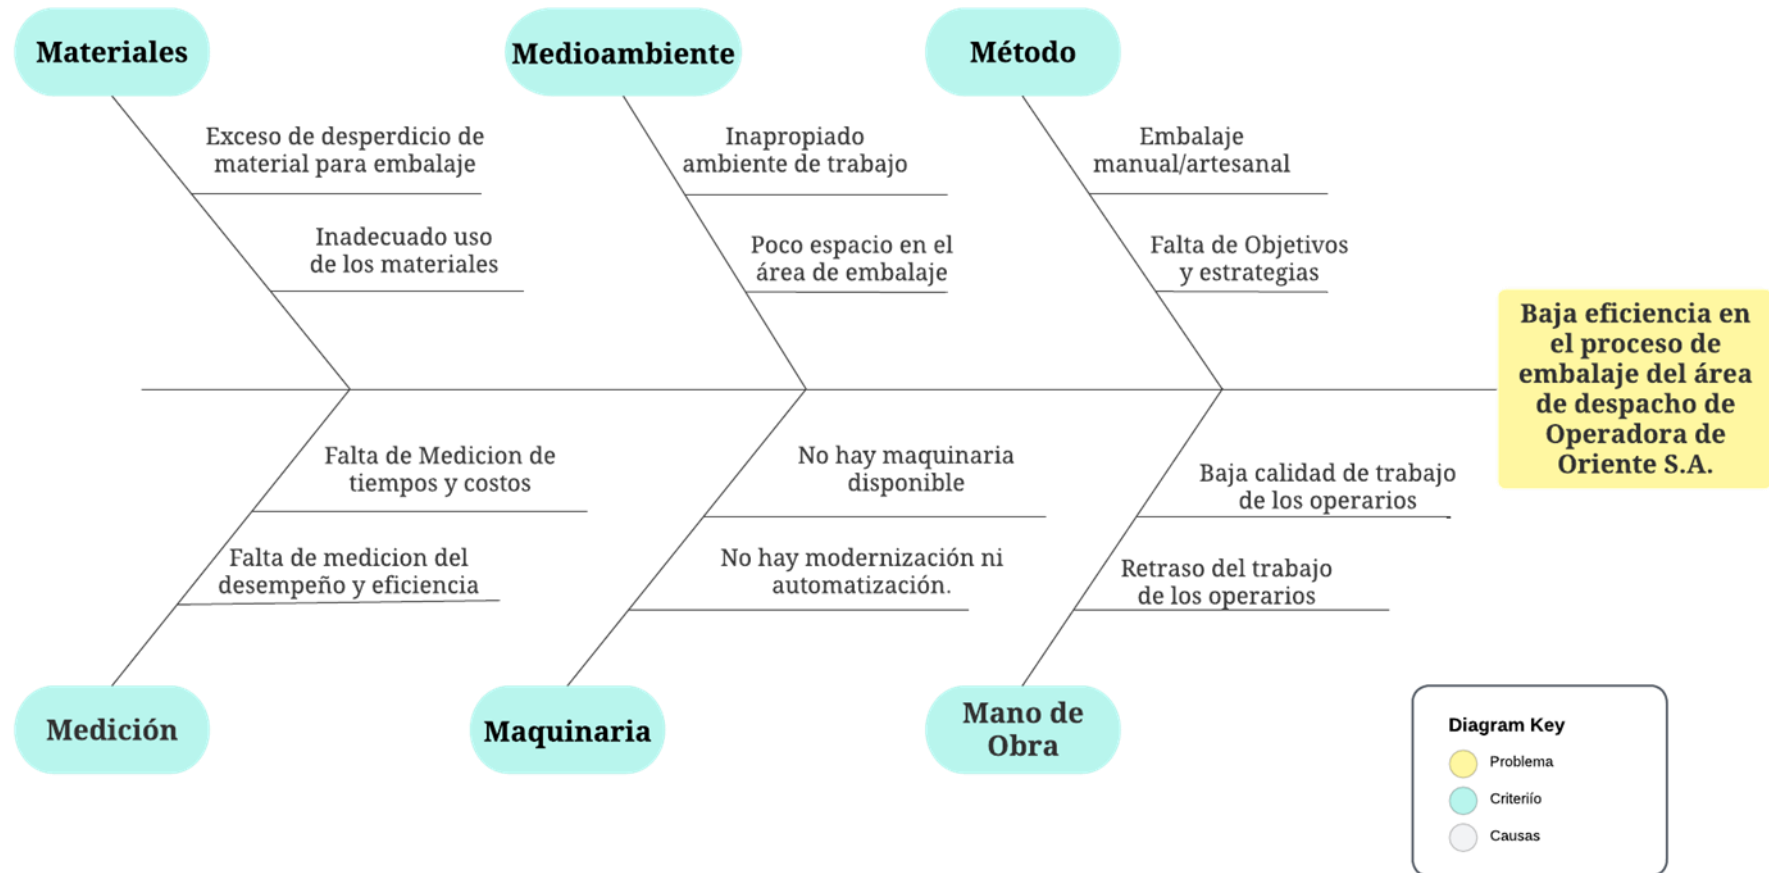 Materiales
Medioambiente
Método
Exceso de desperdicio de
material para embalaje
Inadecuado uso
de los materiales
Inapropiado
ambiente de trabajo
Poco espacio en el
área de embalaje
Embalaje
manual/artesanal
Falta de Objetivos
y estrategias
Baja eficiencia en
el proceso de
embalaje del área
de despacho de
Operadora de
Oriente S.A.
Falta de Medicion de
tiempos y costos
Falta de medicion del
desempeño y eficiencia
No hay maquinaria
disponible
No hay modernización ni
automatización.
Baja calidad de trabajo
de los operarios
Retraso del trabajo
de los operarios
Medición
Maquinaria
Mano de
Obra
Diagram Key
Problema
Criteriío
Causas